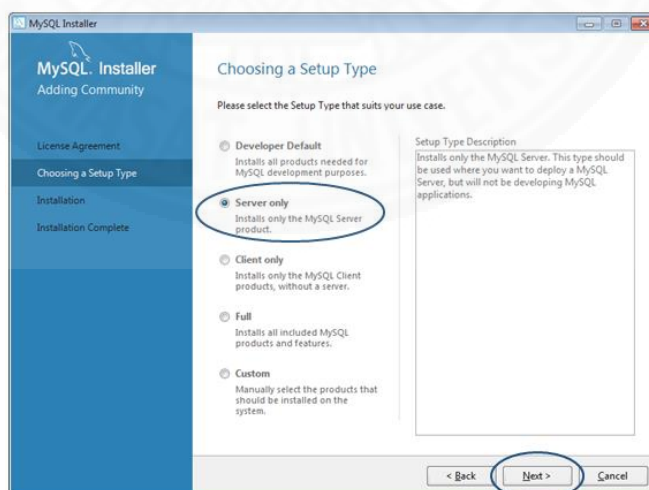 MySQL Installer
MySQL. Installer
Adding Community
License Agreement
Choosing a Setup Type
Installation
Installation Complete
Choosing a Setup Type
Please select the Setup Type that suits your use case.
Developer Default
Installs all products needed for
MySQL development purposes.
Server only
Installs only the MySQL Server
product.
Client only
Installs only the MySQL Client
products, without a server.
Full
Installs all included MySQL
products and features.
Custom
Manually select the products that
should be installed on the
system.
Setup Type Description
Installs only the MySQL Server. This type should
be used where you want to deploy a MySQL
Server, but will not be developing MySQL
applications.
< Back
Next >
Cancel